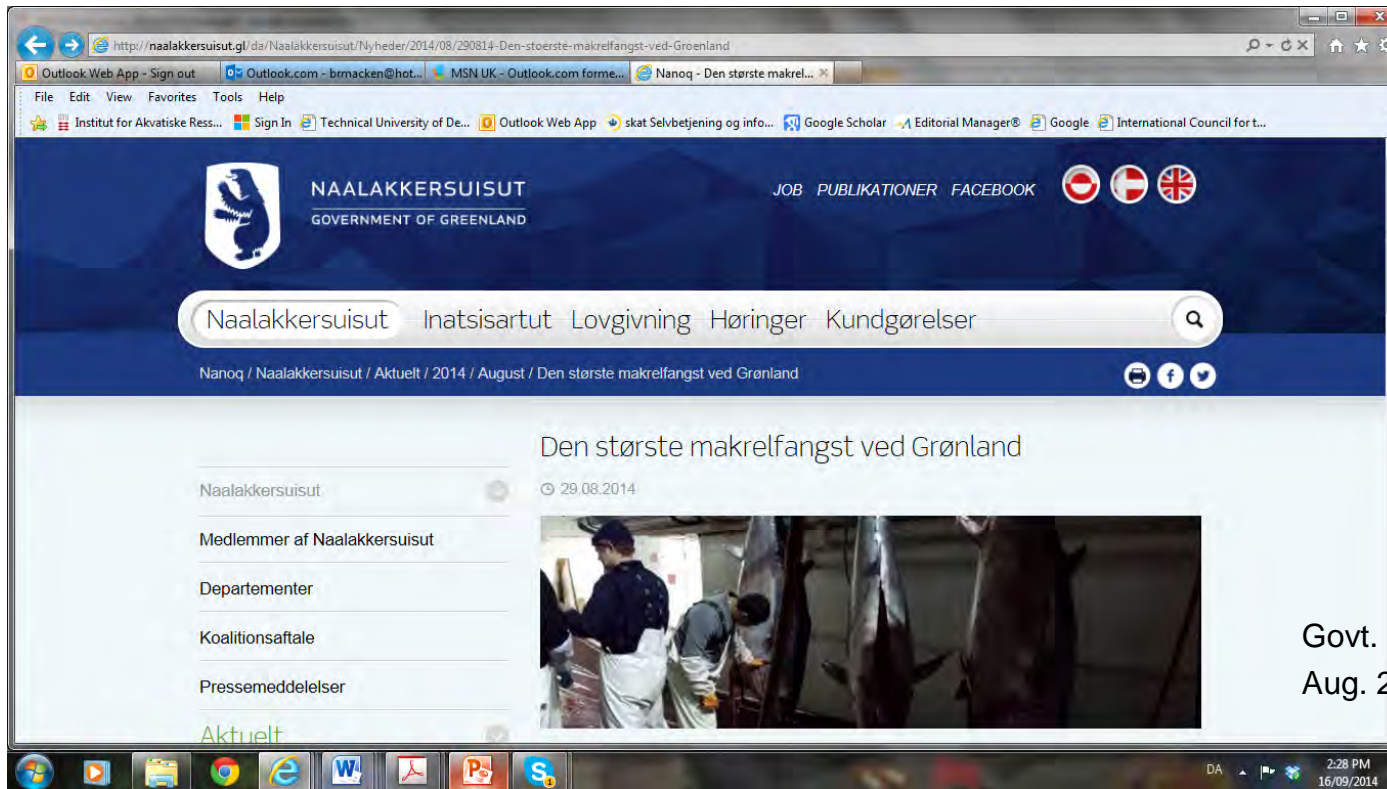 http://naalakkersuisut.gl/da/Naalakkersuisut/Nyheder/2014/08/290814-Den-stoerste-makrelfangst-ved-Groenland
Outlook Web App - Sign out
Outlook.com - brmacken@hot...
MSN UK - Outlook.com forme...
Nanoq - Den største makrel...
File Edit View Favorites Tools Help
Institut for Akvatiske Ress...
Sign In
Technical University of De...
Outlook Web App
skat Selvbetjening og info...
Google Scholar
Editorial Manager®
Google
International Council for t...
NAALAKKERSUISUT
GOVERNMENT OF GREENLAND
JOB PUBLIKATIONER FACEBOOK
Naalakkersuisut Inatsisartut Lovgivning Høringer Kundgørelser
Nanoq / Naalakkersuisut / Aktuelt / 2014 / August / Den største makrelfangst ved Grønland
Den største makrelfangst ved Grønland
29.08.2014
Naalakkersuisut
Medlemmer af Naalakkersuisut
Departementer
Koalitionsaftale
Pressemeddelelser
Aktuelt
Govt.
Aug. 2
DA
2:28 PM
16/09/2014